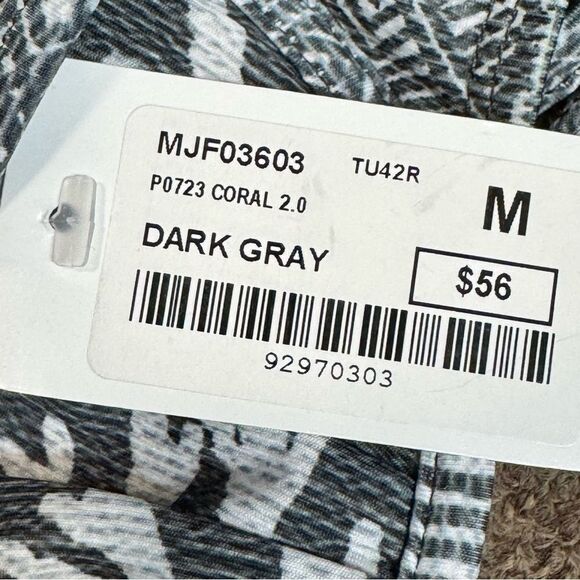 MJF03603 TU42R
P0723 CORAL 2.0 M
DARK GRAY $56
92970303